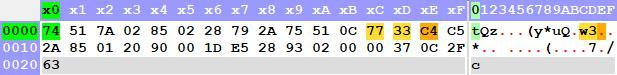 x0 x1 x2 x3 x4 x5 x6 x7 x8 x9 xA xB xC xD xE xF 0123456789ABCDEF
0000 74 51 7A 02 85 02 28 79 2A 75 51 0C 77 33 C4 C5 tQz...(y*uQ.w3..
0010 2A 85 01 20 90 00 1D E5 28 93 02 00 00 37 0C 2F *.. ....(....7./
0020 63 c